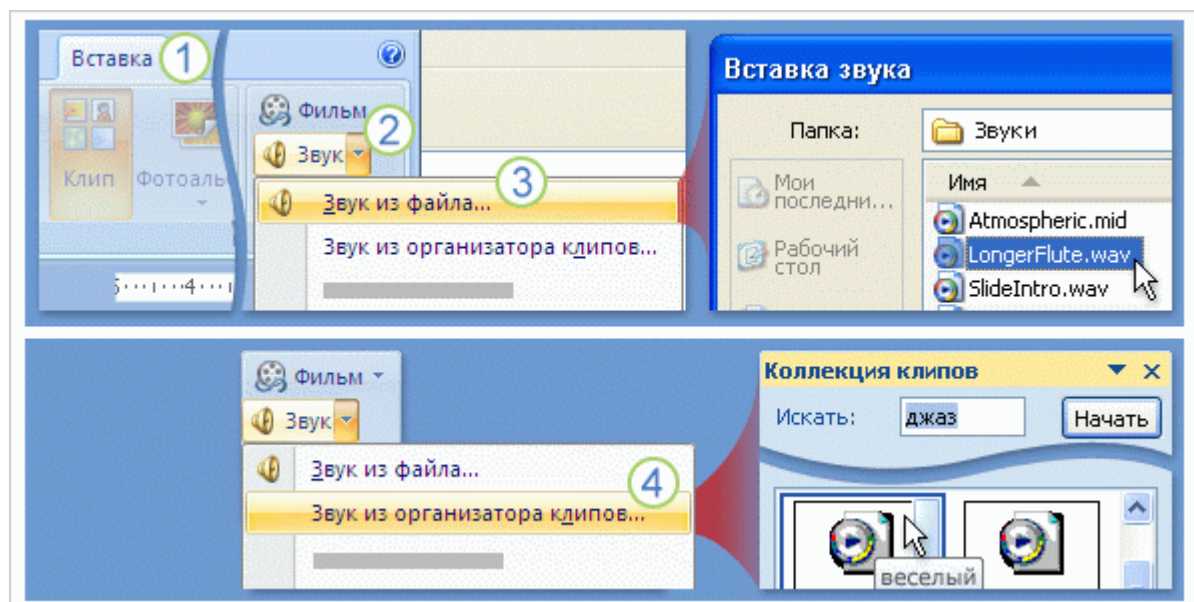 Вставка 1
Клип
Фотоаль
Фильм
2
Звук
3
Звук из файла...
Звук из организатора клипов...
5 4
Вставка звука
Папка: Звуки
Мои
последни...
Рабочий
стол
Имя
Atmospheric.mid
LongerFlute.wav
SlideIntro.wav
Фильм
Звук
Звук из файла...
4
Звук из организатора клипов...
Коллекция клипов
Искать: джаз Начать
веселый